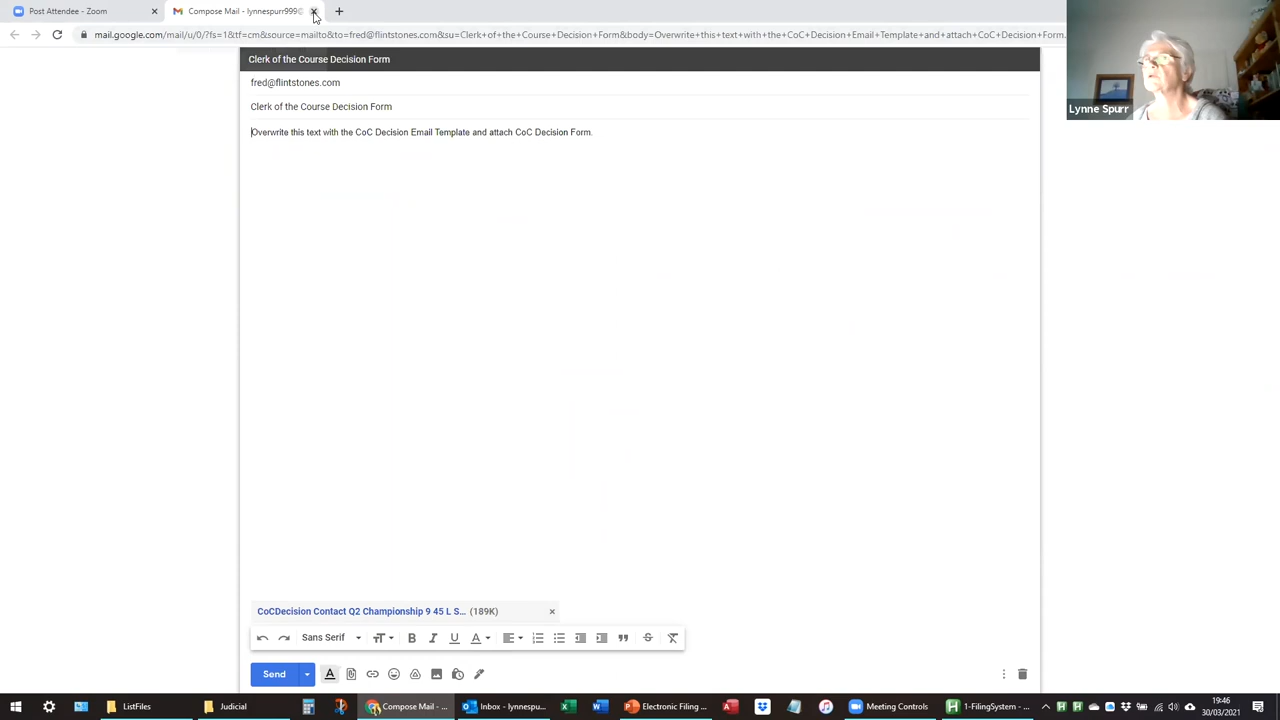 Post Attendee - Zoom
Compose Mail - lynnespurr999@
mail.google.com/mail/u/0/?fs=1&tf=cm&source=mailto&to=fred@flintstones.com&su=Clerk+of+the+Course+Decision+Form&body=Overwrite+this+text+with+the+CoC+Decision+Email+Template+and+attach+CoC+Decision+Form.
Clerk of the Course Decision Form
fred@flintstones.com
Clerk of the Course Decision Form
Overwrite this text with the CoC Decision Email Template and attach CoC Decision Form.
Lynne Spurr
CoCDecision Contact Q2 Championship 9 45 L S... (189K)
Sans Serif
Send
ListFiles
Judicial
Compose Mail - ...
Inbox - lynnespu...
Electronic Filing ...
Meeting Controls
1-FilingSystem - ...
19:46
30/03/2021